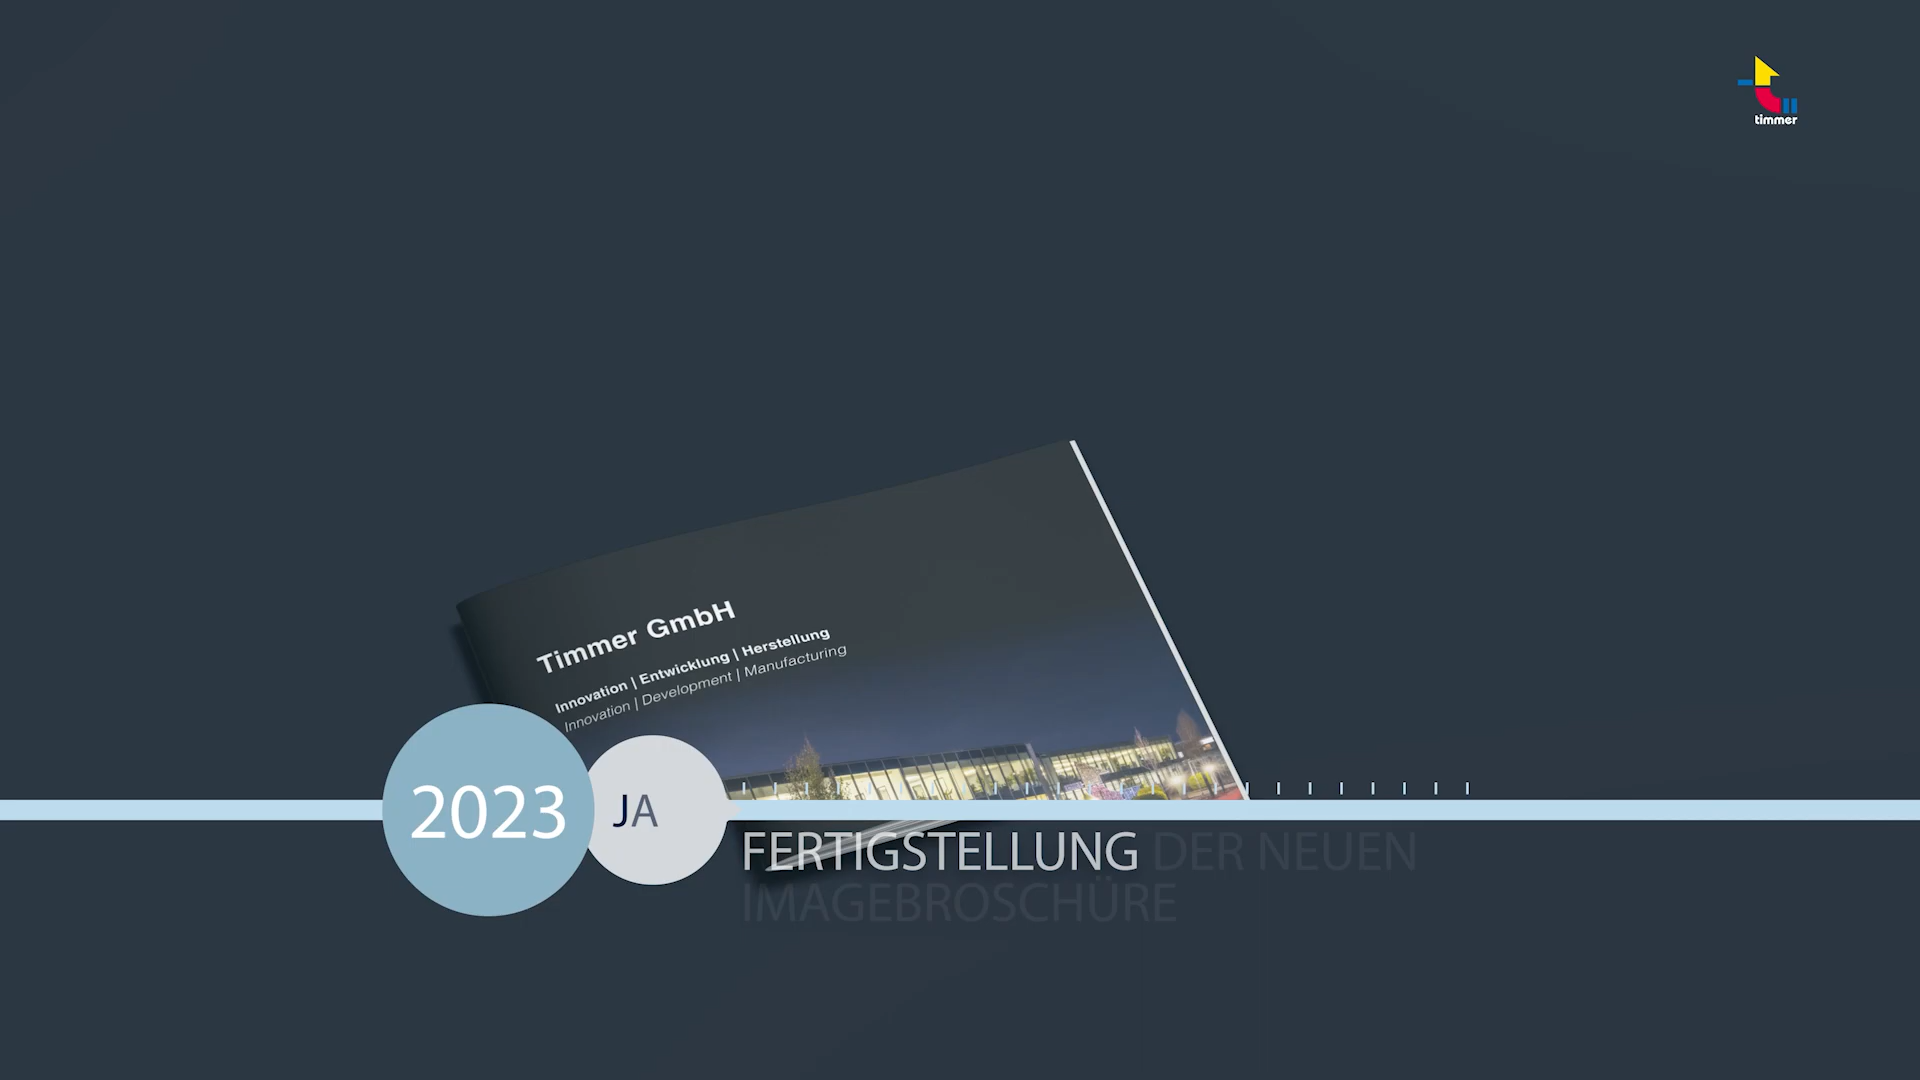 timmer
Timmer GmbH
Innovation | Entwicklung | Herstellung
Innovation | Development | Manufacturing
2023
JA
FERTIGSTELLUNG DER NEUEN
IMAGEBROSCHÜRE